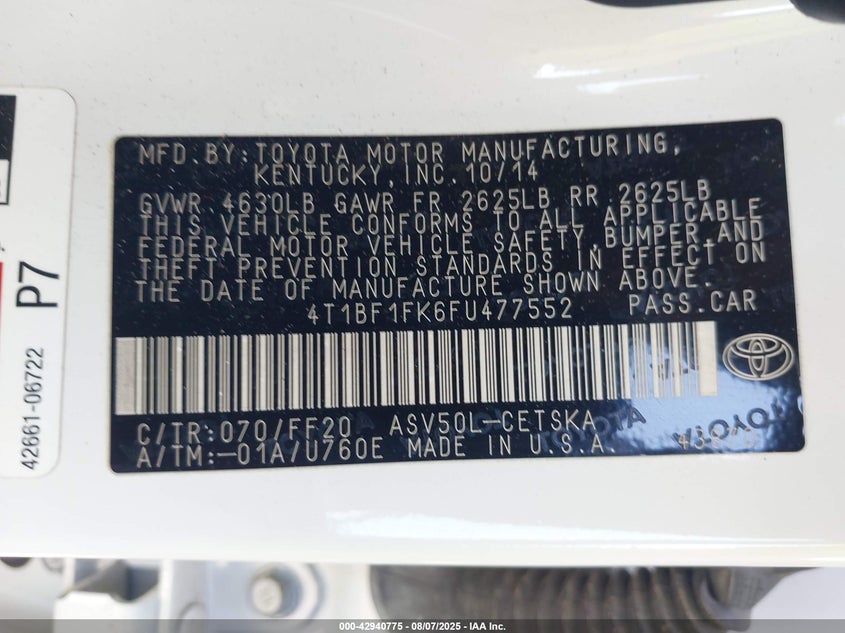 MFD. BY: TOYOTA MOTOR MANUFACTURING,
KENTUCKY, INC. 10/14
GVWR 4630LB GAWR FR 2625LB RR 2625LB
THIS VEHICLE CONFORMS TO ALL APPLICABLE
FEDERAL MOTOR VEHICLE SAFETY, BUMPER AND
THEFT PREVENTION STANDARDS IN EFFECT ON
THE DATE OF MANUFACTURE SHOWN ABOVE.
4T1BF1FK6FU477552 PASS.CAR
C/TR:070/FF20 ASV50L-CETSKA
A/TM:-01A/U760E MADE IN U.S.A.
TOYOTA
TOYOTA
P7
42661-06722
000-42940775 - 08/07/2025 - IAA Inc.